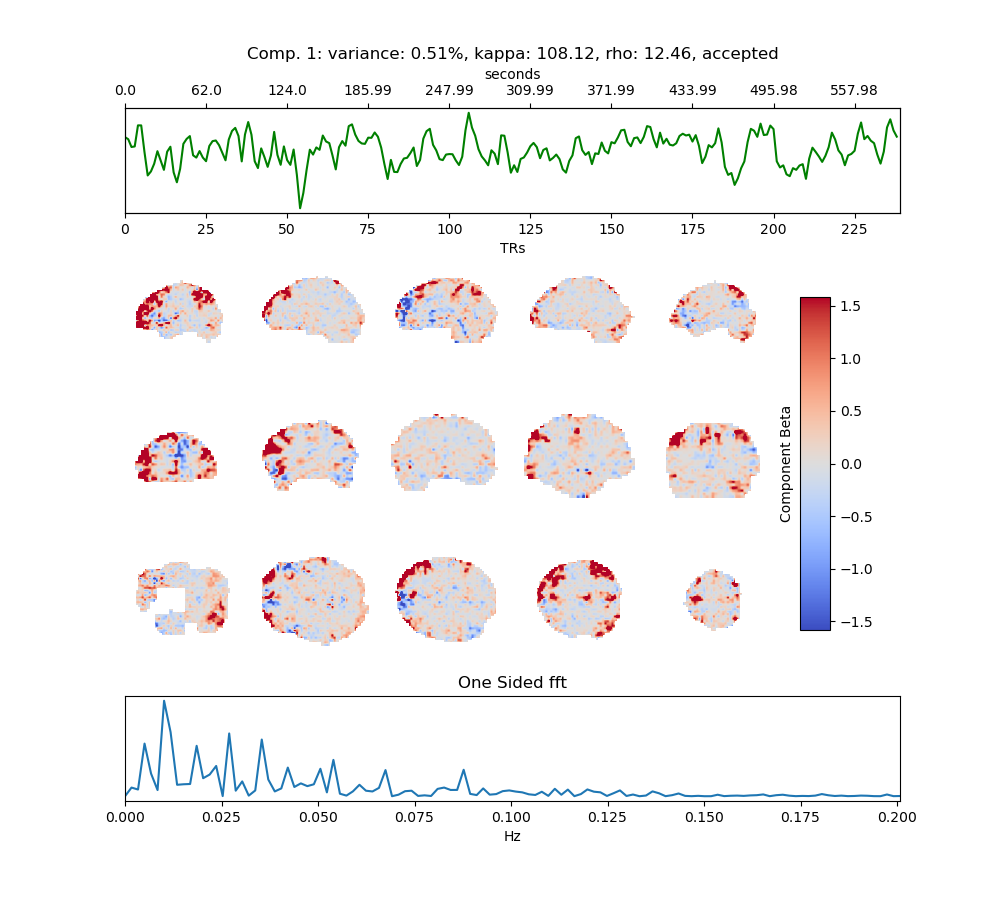 Comp. 1: variance: 0.51%, kappa: 108.12, rho: 12.46, accepted
seconds
0.0 62.0 124.0 185.99 247.99 309.99 371.99 433.99 495.98 557.98
0 25 50 75 100 125 150 175 200 225
TRs
1.5
1.0
0.5
0.0
−0.5
−1.0
−1.5
Component Beta
One Sided fft
0.000 0.025 0.050 0.075 0.100 0.125 0.150 0.175 0.200
Hz